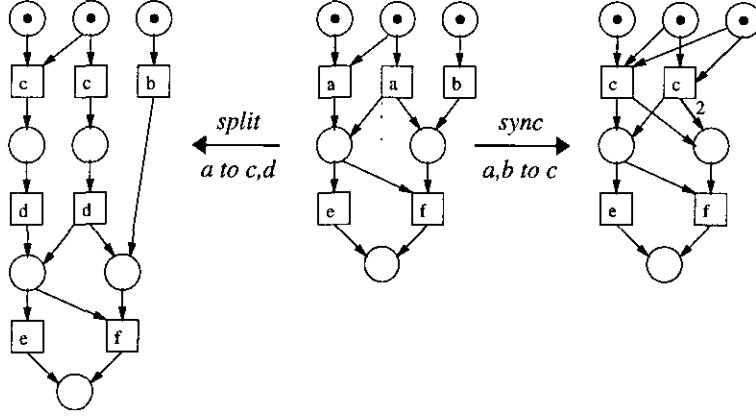 c c b a a b c c
2
split sync
a to c,d a,b to c
d d e f e f
e f